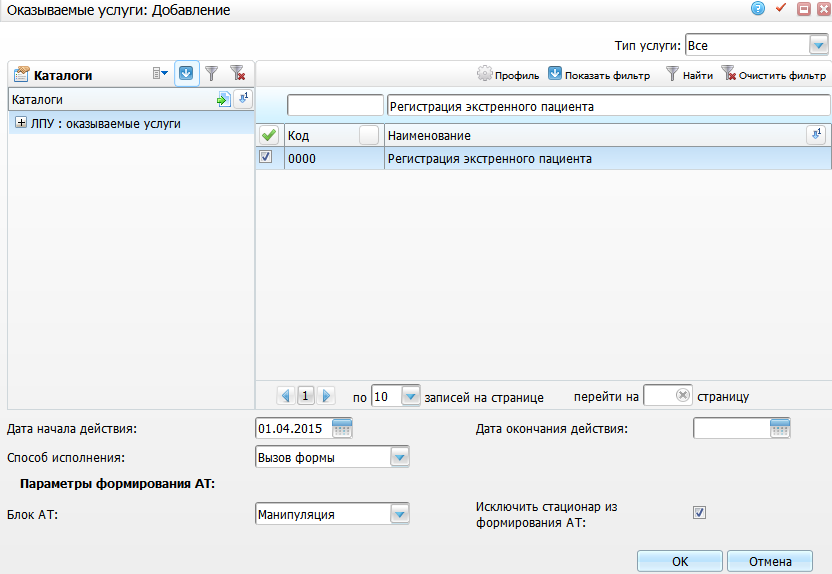 Оказываемые услуги: Добавление
Тип услуги: Все
Каталоги
Профиль Показать фильтр Найти Очистить фильтр
Каталоги
Регистрация экстренного пациента
ЛПУ : оказываемые услуги
Код Наименование
0000 Регистрация экстренного пациента
1 по 10 записей на странице перейти на страницу
Дата начала действия: 01.04.2015 Дата окончания действия:
Способ исполнения: Вызов формы
Параметры формирования АТ:
Блок АТ: Манипуляция
Исключить стационар из
формирования АТ:
ОК Отмена